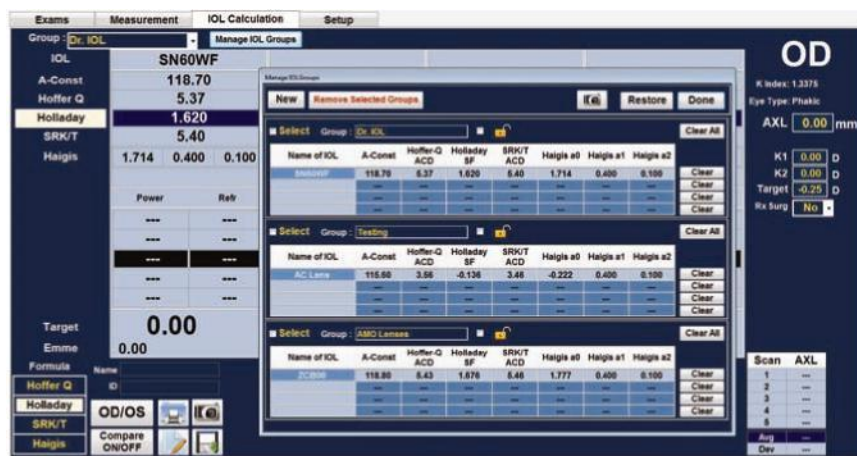 Exams Measurement IOL Calculation Setup
Group : Dr. IOL Manage IOL Groups
OD
IOL SN60WF
A-Const 118.70
Hoffer Q 5.37
Holladay 1.620
SRK/T 5.40
Haigis 1.714 0.400 0.100
Power Refr
--- ---
--- ---
--- ---
--- ---
--- ---
Target 0.00
Emme 0.00
Formula
Hoffer Q
Holladay
SRK/T
Haigis
Name
ID
OD/OS
Compare ON/OFF
Manage IOL Groups
New Remove Selected Groups Restore Done
Select Group : Dr. IOL Clear All
Name of IOL A-Const Hoffer-Q ACD Holladay SF SRK/T ACD Haigis a0 Haigis a1 Haigis a2
SN60WF 118.70 5.37 1.620 5.40 1.714 0.400 0.100 Clear
--- --- --- --- --- --- --- Clear
--- --- --- --- --- --- --- Clear
--- --- --- --- --- --- --- Clear
Select Group : Testing Clear All
Name of IOL A-Const Hoffer-Q ACD Holladay SF SRK/T ACD Haigis a0 Haigis a1 Haigis a2
AC Lens 115.60 3.56 -0.136 3.46 -0.222 0.400 0.100 Clear
--- --- --- --- --- --- --- Clear
--- --- --- --- --- --- --- Clear
--- --- --- --- --- --- --- Clear
Select Group : AMO Lenses Clear All
Name of IOL A-Const Hoffer-Q ACD Holladay SF SRK/T ACD Haigis a0 Haigis a1 Haigis a2
ZCB00 118.80 5.43 1.676 5.46 1.777 0.400 0.100 Clear
--- --- --- --- --- --- --- Clear
--- --- --- --- --- --- --- Clear
--- --- --- --- --- --- --- Clear
K Index: 1.3375
Eye Type: Phakic
AXL 0.00 mm
K1 0.00 D
K2 0.00 D
Target -0.25 D
Rx Surg No
Scan AXL
1 ---
2 ---
3 ---
4 ---
5 ---
Avg ---
Dev ---